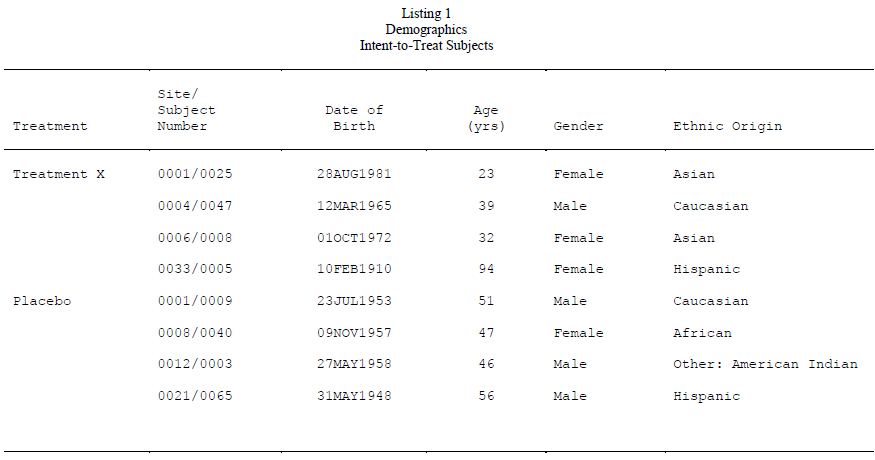 Listing 1
Demographics
Intent-to-Treat Subjects
Site/
Subject Date of Age
Treatment Number Birth (yrs) Gender Ethnic Origin
Treatment X 0001/0025 28AUG1981 23 Female Asian
0004/0047 12MAR1965 39 Male Caucasian
0006/0008 01OCT1972 32 Female Asian
0033/0005 10FEB1910 94 Female Hispanic
Placebo 0001/0009 23JUL1953 51 Male Caucasian
0008/0040 09NOV1957 47 Female African
0012/0003 27MAY1958 46 Male Other: American Indian
0021/0065 31MAY1948 56 Male Hispanic